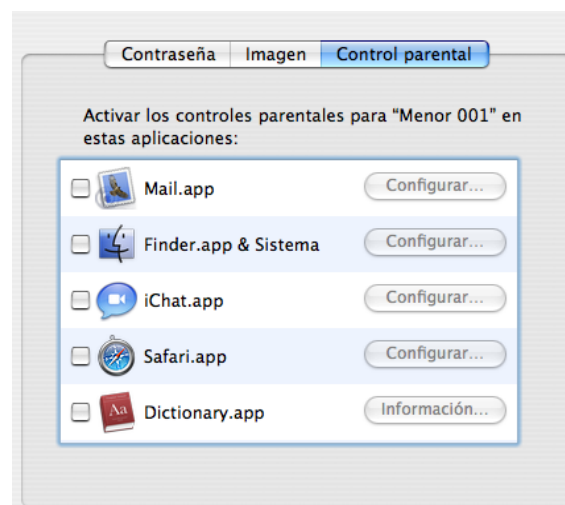 Contraseña Imagen Control parental
Activar los controles parentales para “Menor 001” en
estas aplicaciones:
Mail.app Configurar...
Finder.app & Sistema Configurar...
iChat.app Configurar...
Safari.app Configurar...
Aa Dictionary.app Información...